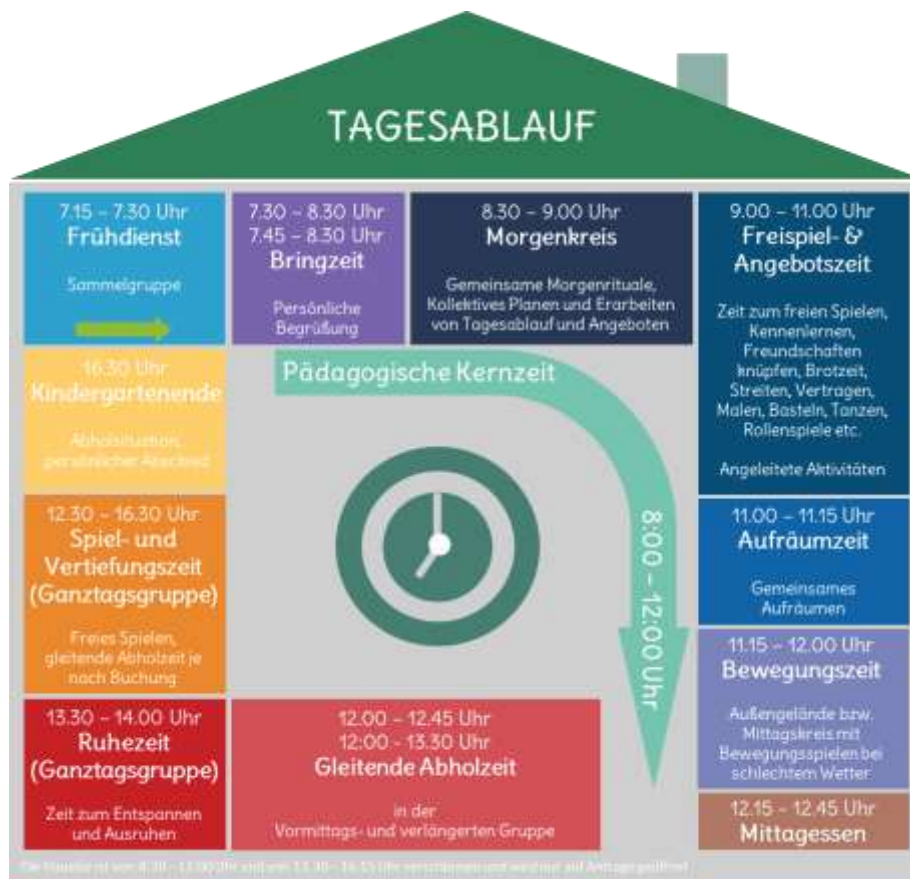 TAGESABLAUF
7.15 – 7.30 Uhr
Frühdienst
Sammelgruppe
7.30 – 8.30 Uhr
7.45 – 8.30 Uhr
Bringzeit
Persönliche
Begrüßung
8.30 – 9.00 Uhr
Morgenkreis
Gemeinsame Morgenrituale,
Kollektives Planen und Erarbeiten
von Tagesablauf und Angeboten
9.00 – 11.00 Uhr
Freispiel- &
Angebotszeit
Zeit zum freien Spielen,
Kennenlernen,
Freundschaften
knüpfen, Brotzeit,
Streiten, Vertragen,
Malen, Basteln, Tanzen,
Rollenspiele etc.
Angeleitete Aktivitäten
Pädagogische Kernzeit
8:00 – 12:00 Uhr
11.00 – 11.15 Uhr
Aufräumzeit
Gemeinsames
Aufräumen
11.15 – 12.00 Uhr
Bewegungszeit
Außengelände bzw.
Mittagskreis mit
Bewegungsspielen bei
schlechtem Wetter
12.15 – 12.45 Uhr
Mittagessen
12.00 – 12.45 Uhr
12:00 - 13.30 Uhr
Gleitende Abholzeit
in der
Vormittags- und verlängerten Gruppe
13.30 – 14.00 Uhr
Ruhezeit
(Ganztagsgruppe)
Zeit zum Entspannen
und Ausruhen
12.30 – 16.30 Uhr
Spiel- und
Vertiefungszeit
(Ganztagsgruppe)
Freies Spielen,
gleitende Abholzeit je
nach Buchung
16.30 Uhr
Kindergartenende
Abholsituation,
persönlicher Abschied